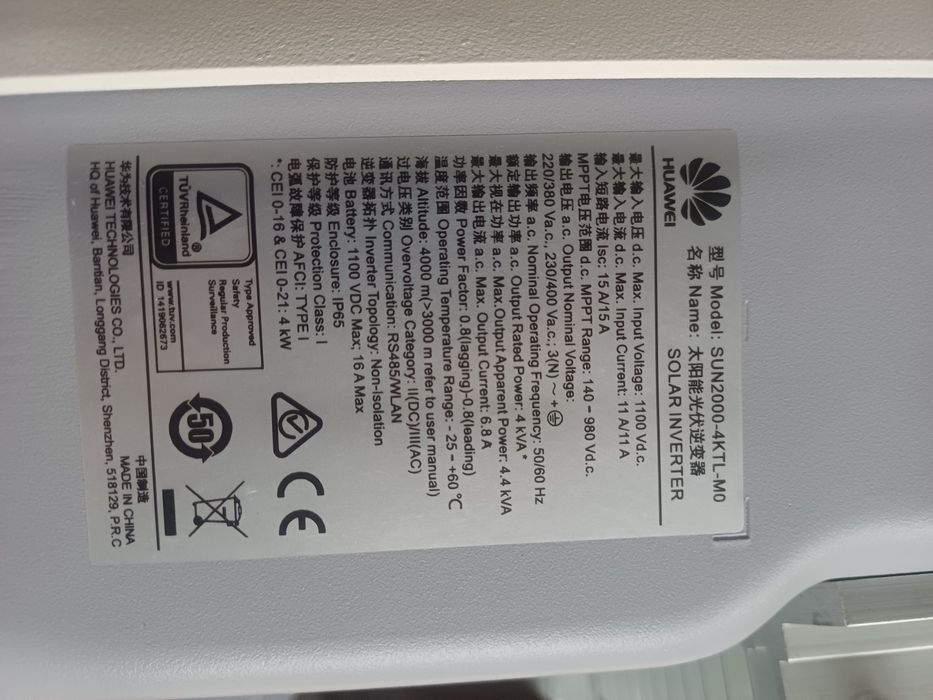 HUAWEI
型号 Model: SUN2000-4KTL-M0
名称 Name: 太阳能光伏逆变器
SOLAR INVERTER
最大输入电压 d.c. Max. Input Voltage: 1100 Vd.c.
最大输入电流 d.c. Max. Input Current: 11 A/11 A
输入短路电流 Isc: 15 A/15 A
MPPT电压范围 d.c. MPPT Range: 140 - 980 Vd.c.
输出电压 a.c. Output Nominal Voltage:
220/380 Va.c., 230/400 Va.c.; 3(N) ~ +
输出频率 a.c. Nominal Operating Frequency: 50/60 Hz
额定输出功率 a.c. Output Rated Power: 4 kVA *
最大视在功率 a.c. Max.Output Apparent Power: 4.4 kVA
最大输出电流 a.c. Max. Output Current: 6.8 A
功率因数 Power Factor: 0.8(lagging)-0.8(leading)
温度范围 Operating Temperature Range: - 25 - +60 °C
海拔 Altitude: 4000 m(>3000 m refer to user manual)
过电压类别 Overvoltage Category: II(DC)/III(AC)
通讯方式 Communication: RS485/WLAN
逆变器拓扑 Inverter Topology: Non-Isolation
电池 Battery: 1100 VDC Max; 16 A Max
防护等级 Enclosure: IP65
保护等级 Protection Class: I
电弧故障保护 AFCI: TYPE I
*: CEI 0-16 & CEI 0-21: 4 kW
TÜVRheinland
CERTIFIED
Type Approved
Safety
Regular Production
Surveillance
www.tuv.com
ID 1419062673
50
CE
华为技术有限公司
HUAWEI TECHNOLOGIES CO., LTD.
HQ of Huawei, Bantian, Longgang District, Shenzhen, 518129, P.R.C
中国制造
MADE IN CHINA